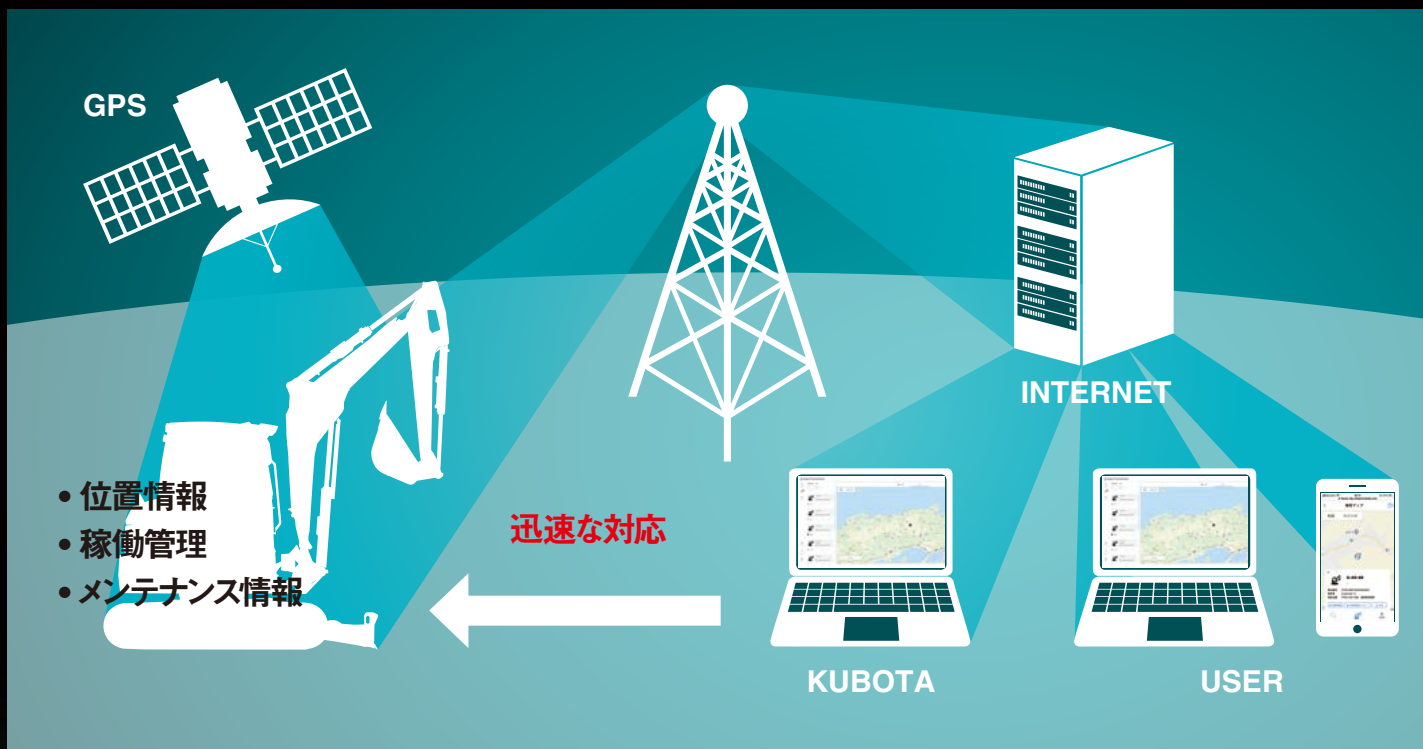 GPS
INTERNET
• 位置情報
• 稼働管理
• メンテナンス情報
迅速な対応
KUBOTA
USER